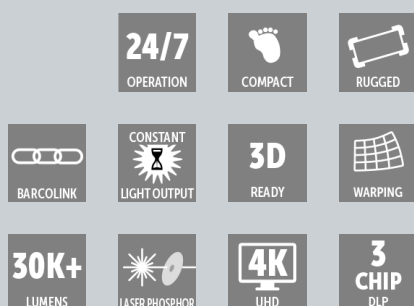 24/7
OPERATION
COMPACT
RUGGED
BARCOLINK
CONSTANT
LIGHT OUTPUT
3D
READY
WARPING
30K+
LUMENS
LASER PHOSPHOR
4K
UHD
3
CHIP
DLP